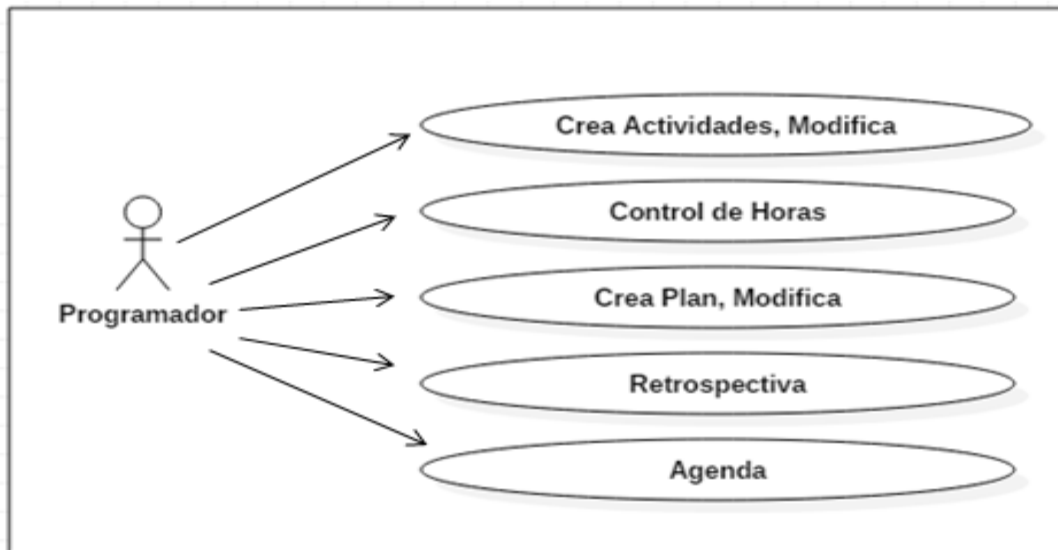 Crea Actividades, Modifica
Control de Horas
Crea Plan, Modifica
Programador
Retrospectiva
Agenda